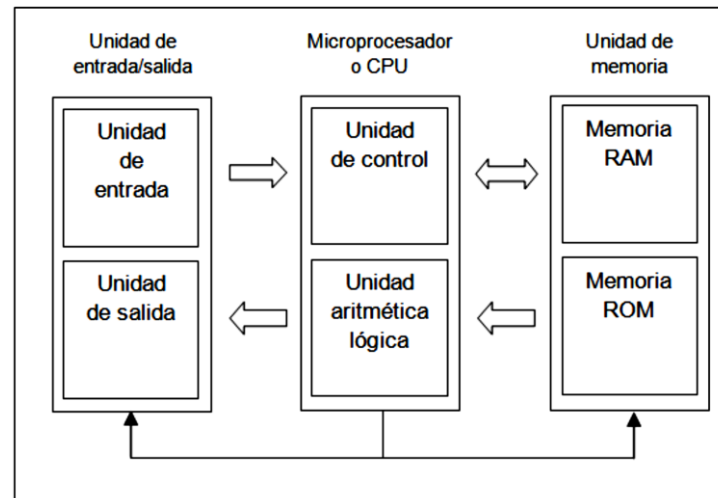 Unidad de
entrada/salida
Microprocesador
o CPU
Unidad de
memoria
Unidad
de
entrada
Unidad
de control
Memoria
RAM
Unidad
de salida
Unidad
aritmética
lógica
Memoria
ROM